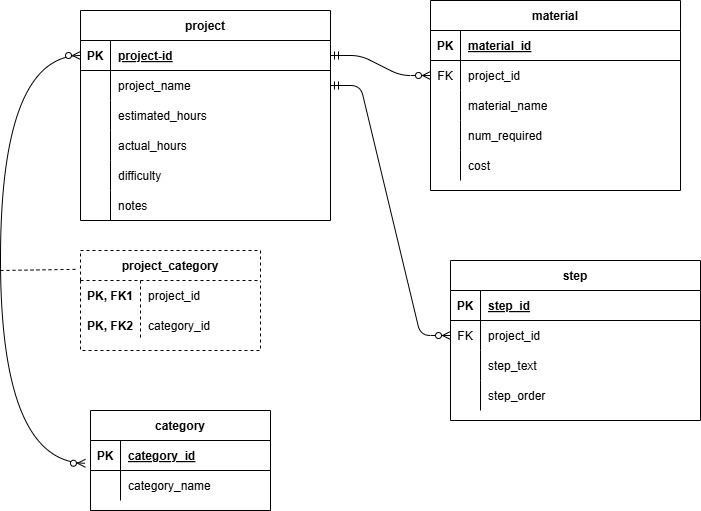 project
PK project-id
project_name
estimated_hours
actual_hours
difficulty
notes
material
PK material_id
FK project_id
material_name
num_required
cost
project_category
PK, FK1 project_id
PK, FK2 category_id
step
PK step_id
FK project_id
step_text
step_order
category
PK category_id
category_name